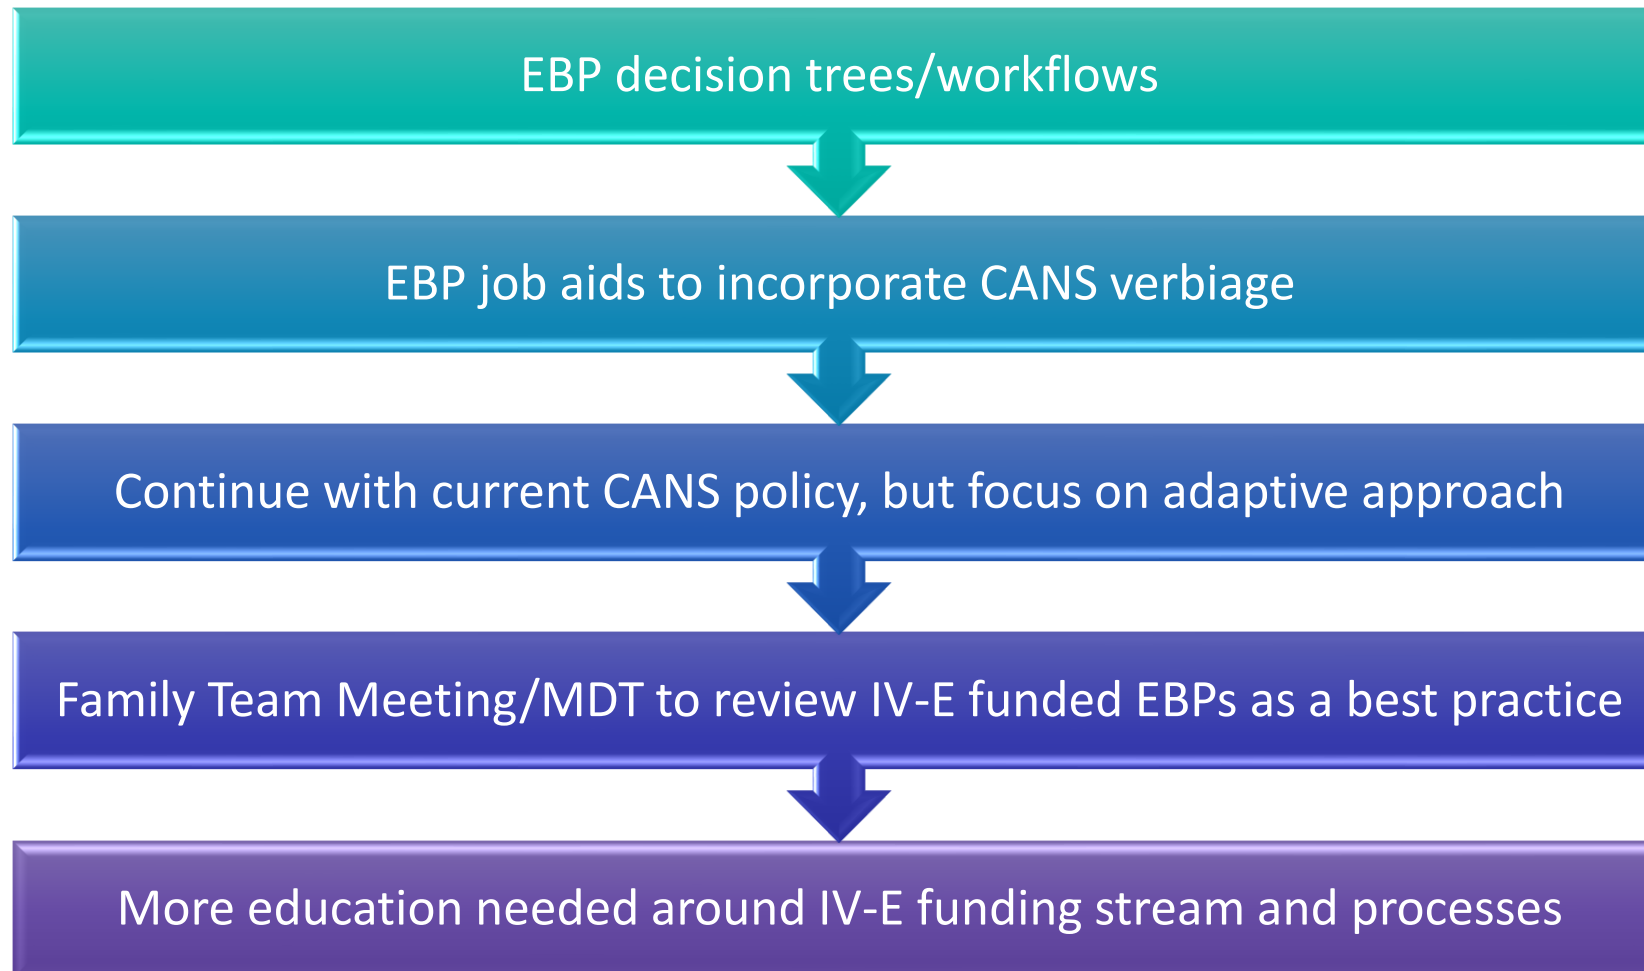 EBP decision trees/workflows
EBP job aids to incorporate CANS verbiage
Continue with current CANS policy, but focus on adaptive approach
Family Team Meeting/MDT to review IV-E funded EBPs as a best practice
More education needed around IV-E funding stream and processes